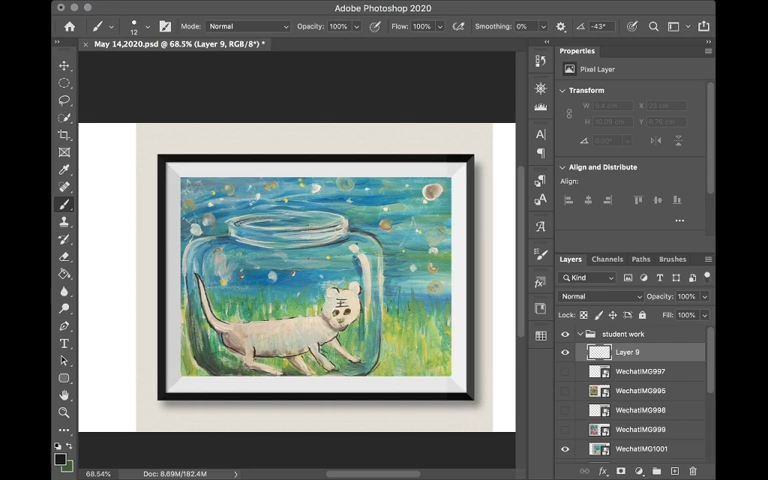 Adobe Photoshop 2020
12 Mode: Normal Opacity: 100% Flow: 100% Smoothing: 0% -43°
May 14,2020.psd @ 68.5% (Layer 9, RGB/8*) *
Properties
Pixel Layer
Transform
Align and Distribute
Align:
Layers Channels Paths Brushes
Kind
Normal Opacity: 100%
Lock: Fill: 100%
student work
Layer 9
WechatIMG997
WechatIMG995
WechatIMG998
WechatIMG999
WechatIMG1001
68.54% Doc: 8.69M/182.4M